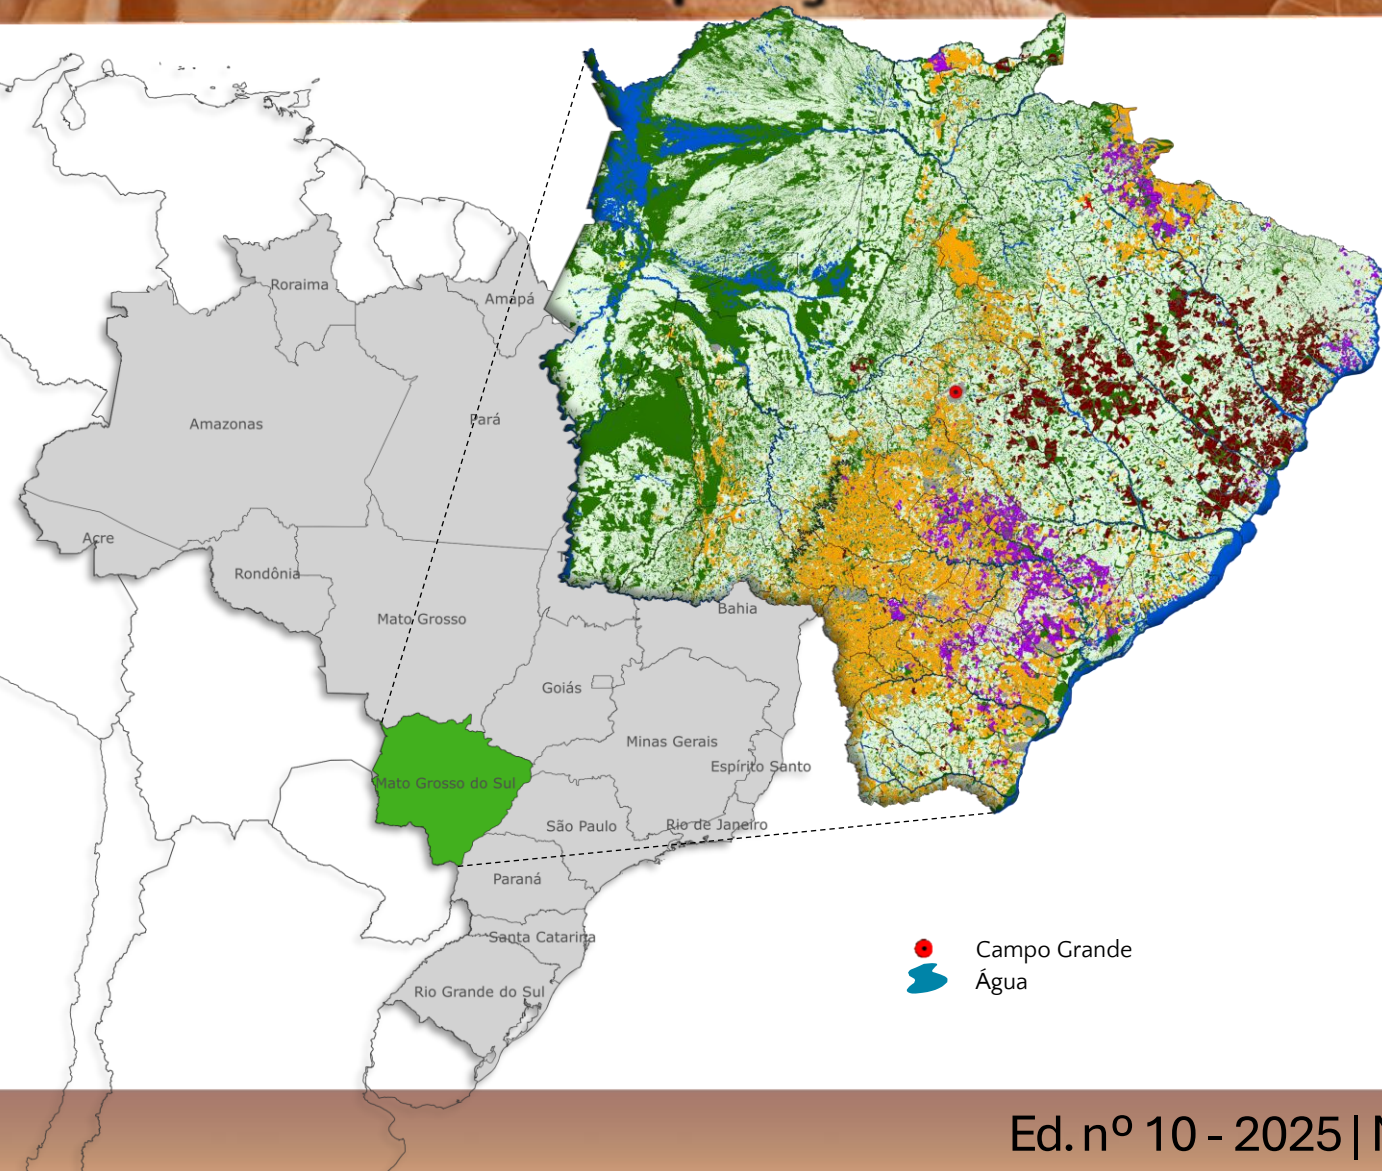 Roraima
Amapá
Amazonas
Pará
Acre
Rondônia
Mato Grosso
Bahia
Goiás
Minas Gerais
Espírito Santo
Mato Grosso do Sul
São Paulo
Rio de Janeiro
Paraná
Santa Catarina
Rio Grande do Sul
Campo Grande
Água
Ed. nº 10 - 2025 |